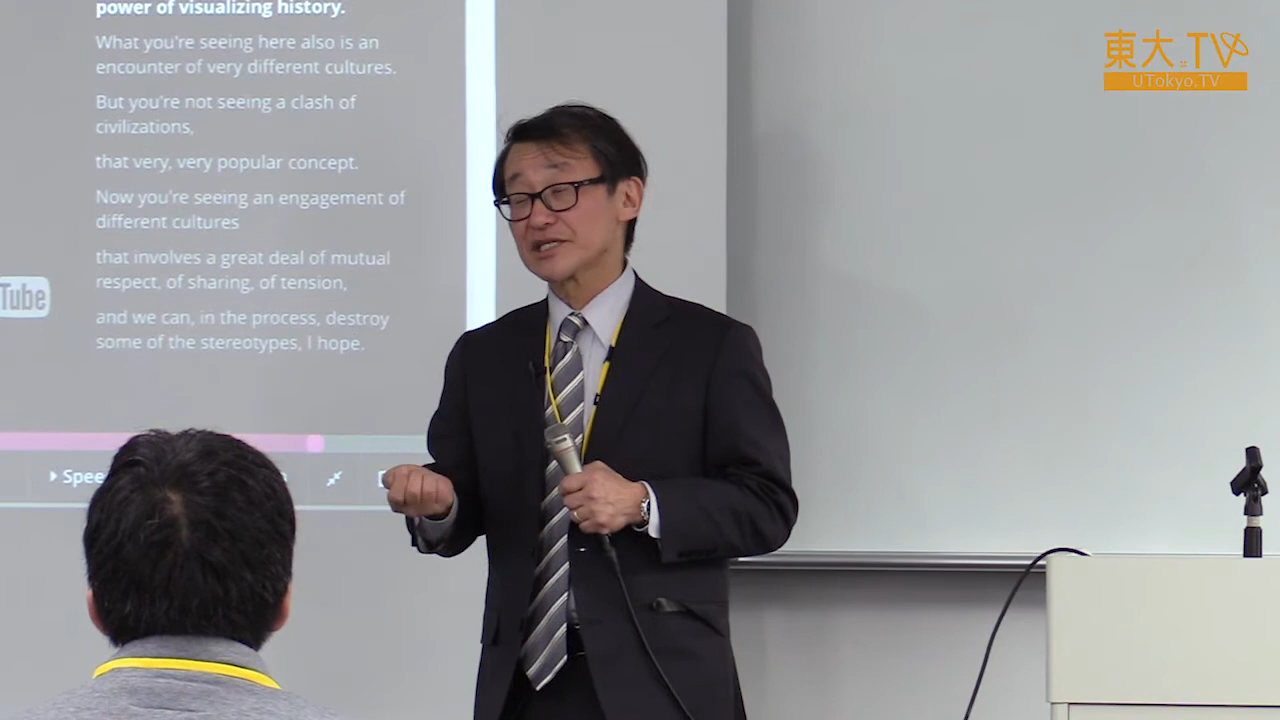 power of visualizing history.
What you're seeing here also is an
encounter of very different cultures.
But you're not seeing a clash of
civilizations,
that very, very popular concept.
Now you're seeing an engagement of
different cultures
that involves a great deal of mutual
respect, of sharing, of tension,
and we can, in the process, destroy
some of the stereotypes, I hope.
Tube
東大.TV
UTokyo.TV